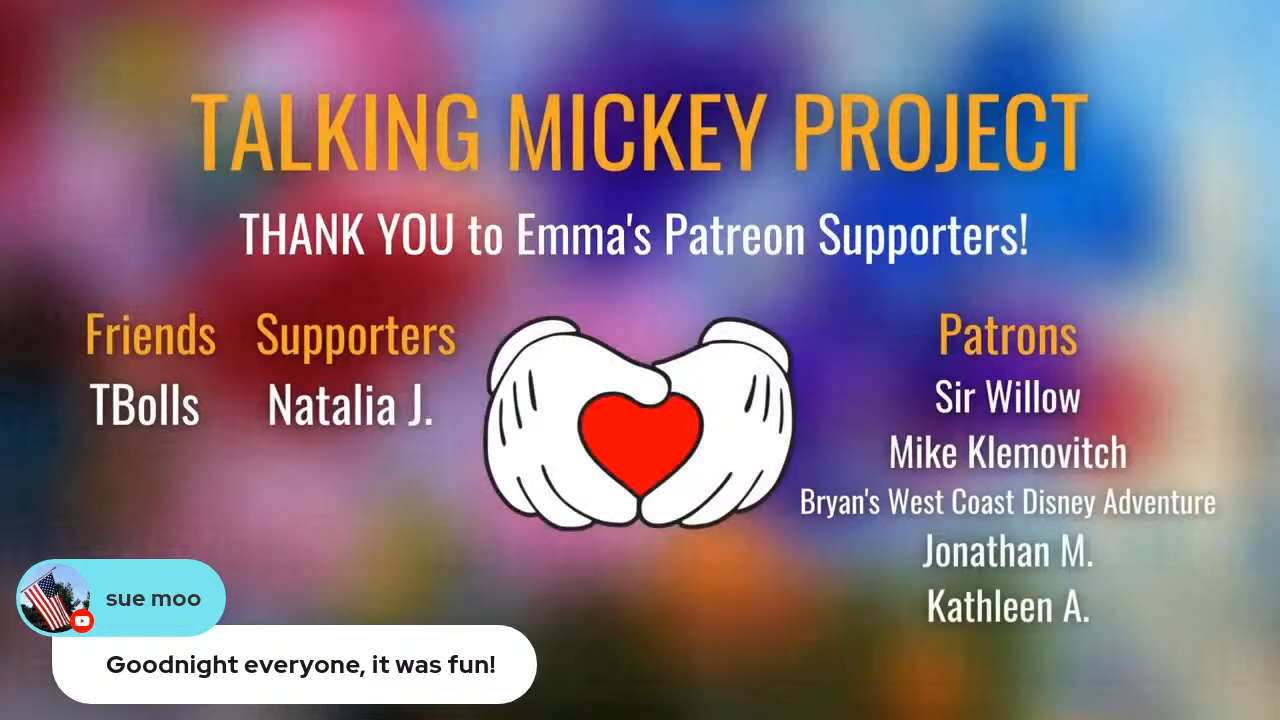 TALKING MICKEY PROJECT
THANK YOU to Emma's Patreon Supporters!
Friends
TBolls
Supporters
Natalia J.
Patrons
Sir Willow
Mike Klemovitch
Bryan's West Coast Disney Adventure
Jonathan M.
Kathleen A.
sue moo
Goodnight everyone, it was fun!